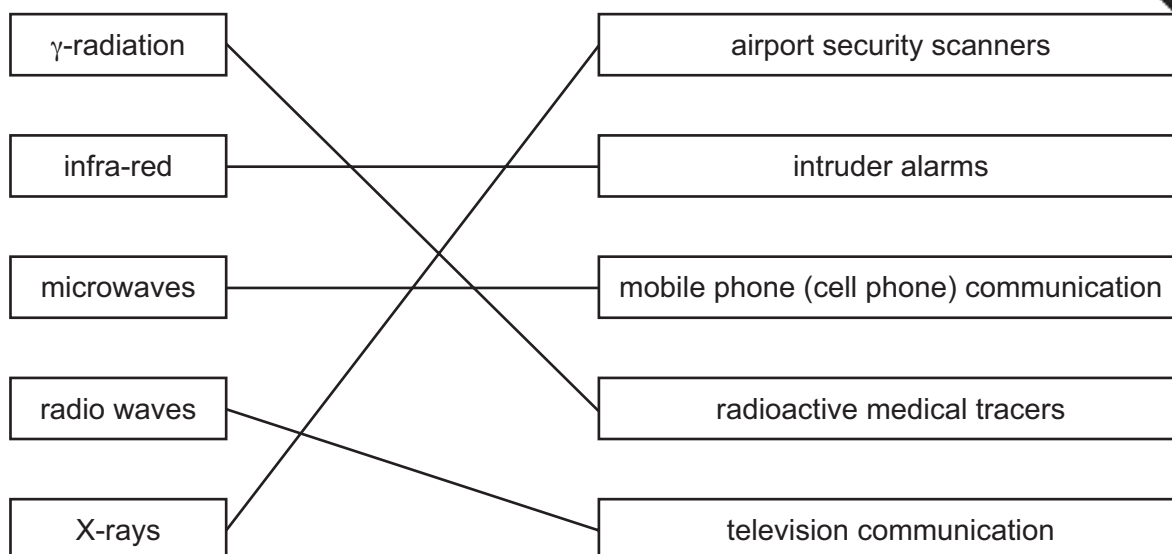 γ-radiation
airport security scanners
infra-red
intruder alarms
microwaves
mobile phone (cell phone) communication
radio waves
radioactive medical tracers
X-rays
television communication